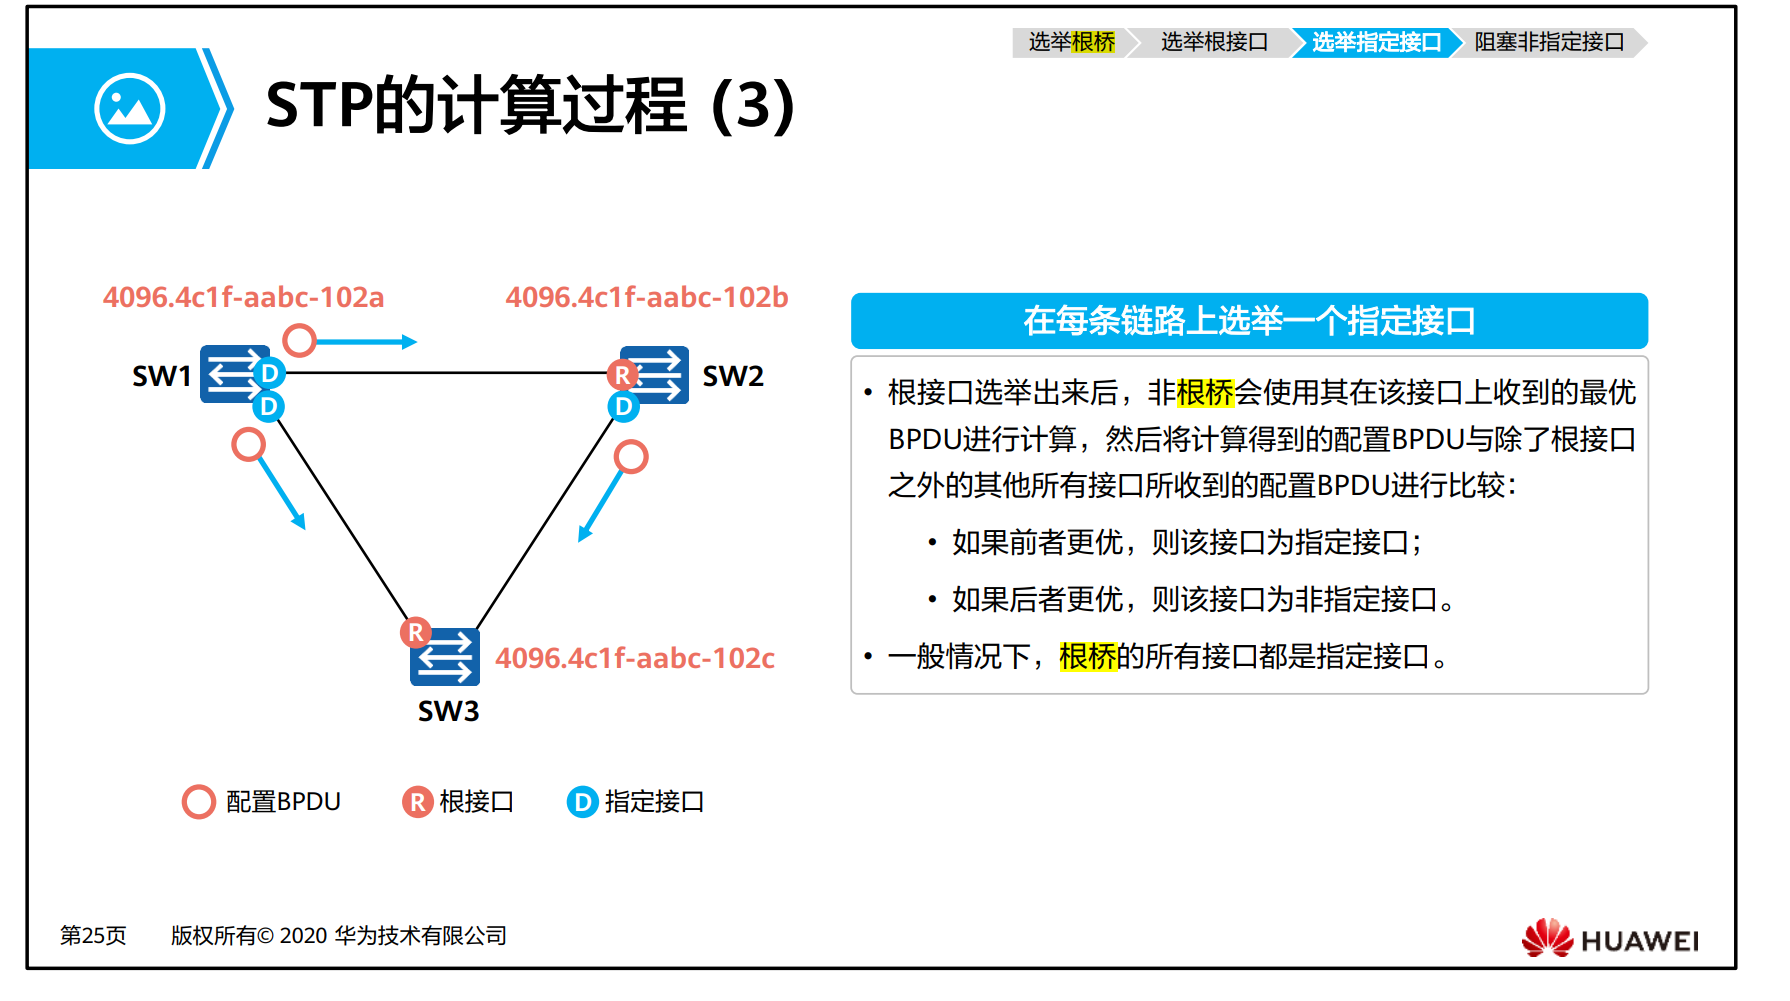 选举根桥 选举根接口 选举指定接口 阻塞非指定接口
STP的计算过程 (3)
4096.4c1f-aabc-102a 4096.4c1f-aabc-102b
SW1 D R SW2
D D
R
4096.4c1f-aabc-102c
SW3
配置BPDU R 根接口 D 指定接口
在每条链路上选举一个指定接口
• 根接口选举出来后，非根桥会使用其在该接口上收到的最优
BPDU进行计算，然后将计算得到的配置BPDU与除了根接口
之外的其他所有接口所收到的配置BPDU进行比较：
• 如果前者更优，则该接口为指定接口；
• 如果后者更优，则该接口为非指定接口。
• 一般情况下，根桥的所有接口都是指定接口。
第25页 版权所有© 2020 华为技术有限公司
HUAWEI